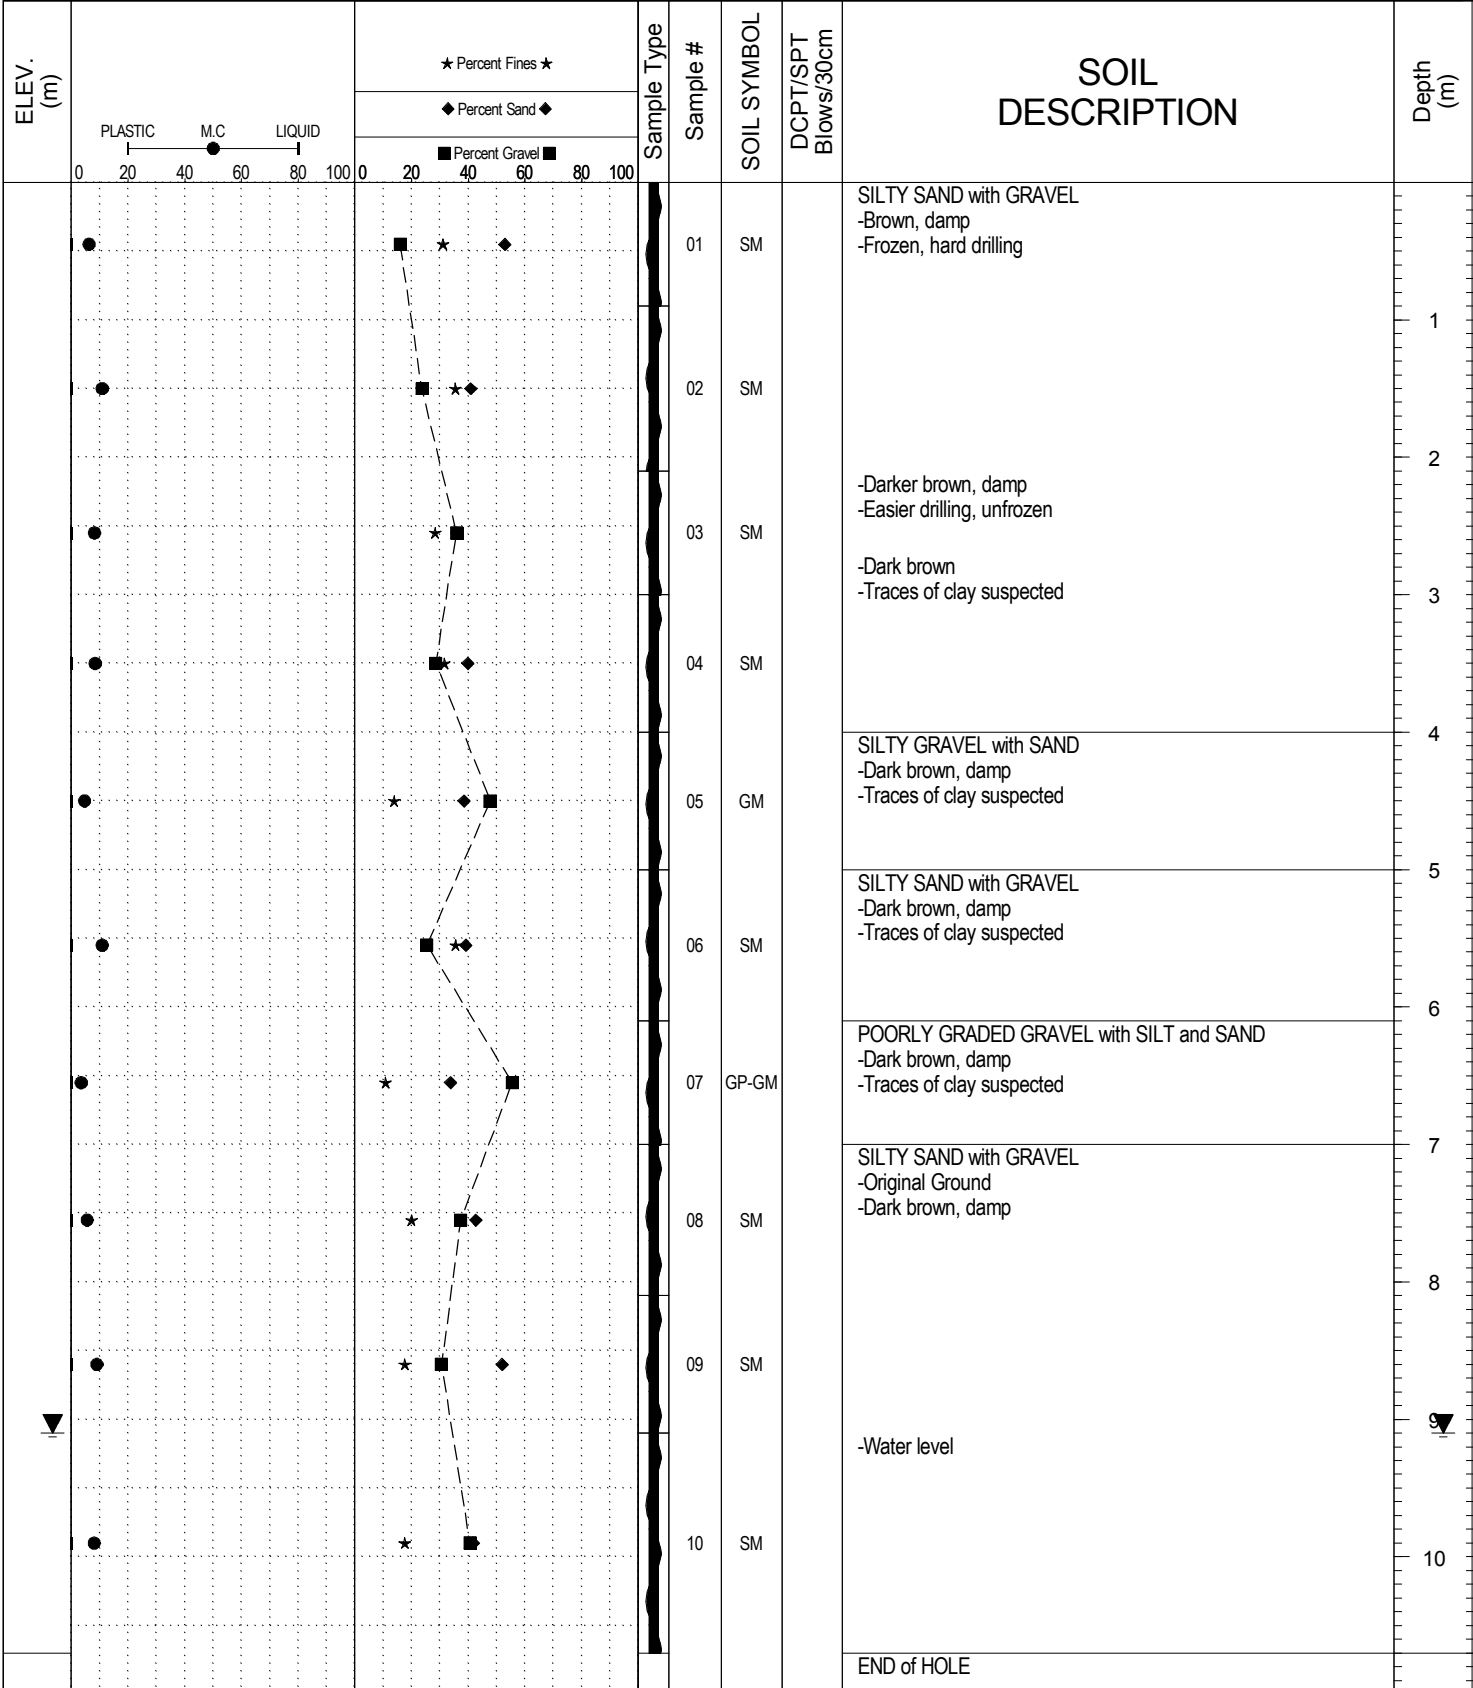 ELEV.
(m)
PLASTIC M.C LIQUID
0 20 40 60 80 100
★ Percent Fines ★
◆ Percent Sand ◆
■ Percent Gravel ■
0 20 40 60 80 100
Sample Type
Sample #
SOIL SYMBOL
DCPT/SPT
Blows/30cm
SOIL
DESCRIPTION
Depth
(m)
SILTY SAND with GRAVEL
-Brown, damp
01 SM -Frozen, hard drilling
1
02 SM
2
-Darker brown, damp
-Easier drilling, unfrozen
03 SM
-Dark brown
-Traces of clay suspected 3
04 SM
4
SILTY GRAVEL with SAND
-Dark brown, damp
05 GM -Traces of clay suspected
5
SILTY SAND with GRAVEL
-Dark brown, damp
06 SM -Traces of clay suspected
6
POORLY GRADED GRAVEL with SILT and SAND
-Dark brown, damp
07 GP-GM -Traces of clay suspected
7
SILTY SAND with GRAVEL
-Original Ground
-Dark brown, damp
08 SM
8
09 SM
9
-Water level
10 SM
10
END of HOLE